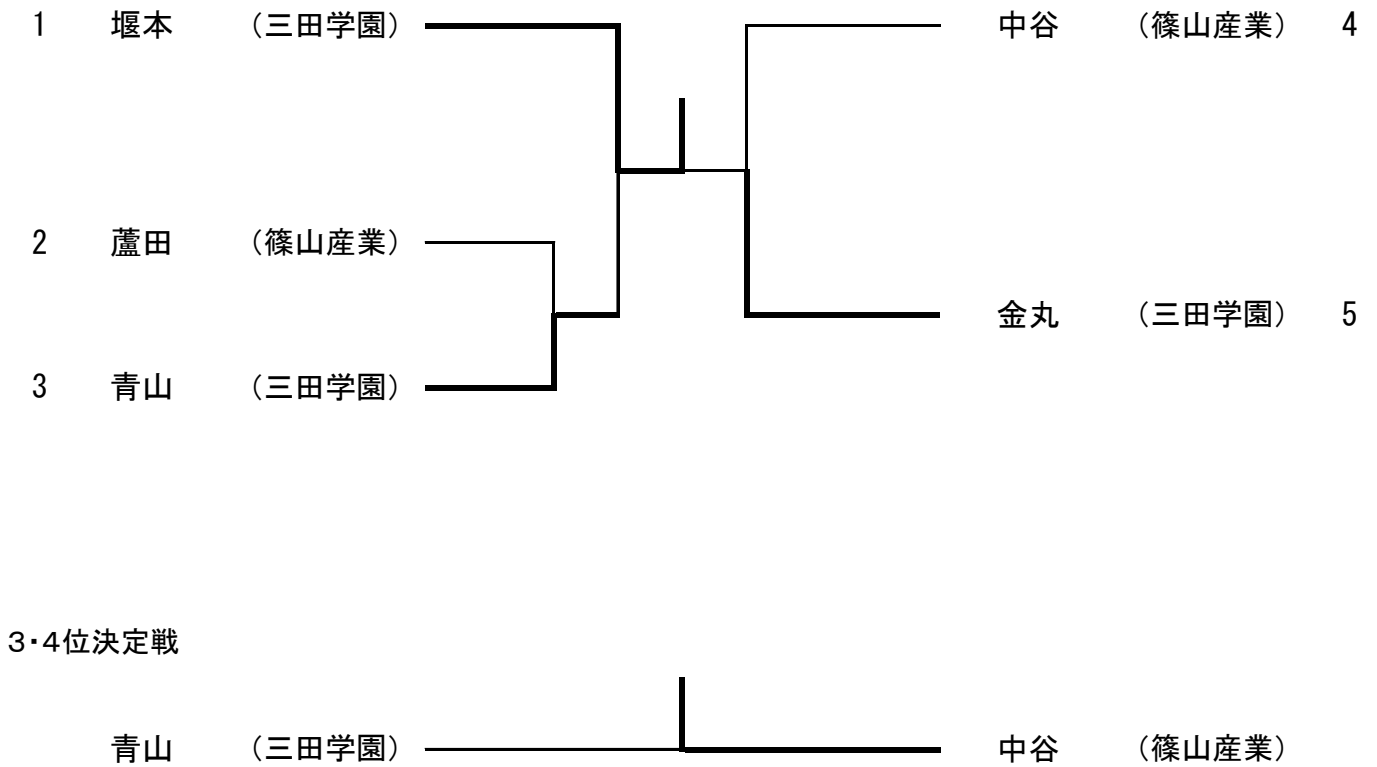 1 堰本 （三田学園） 中谷 （篠山産業） 4
2 蘆田 （篠山産業）
金丸 （三田学園） 5
3 青山 （三田学園）
３・４位決定戦
青山 （三田学園） 中谷 （篠山産業）